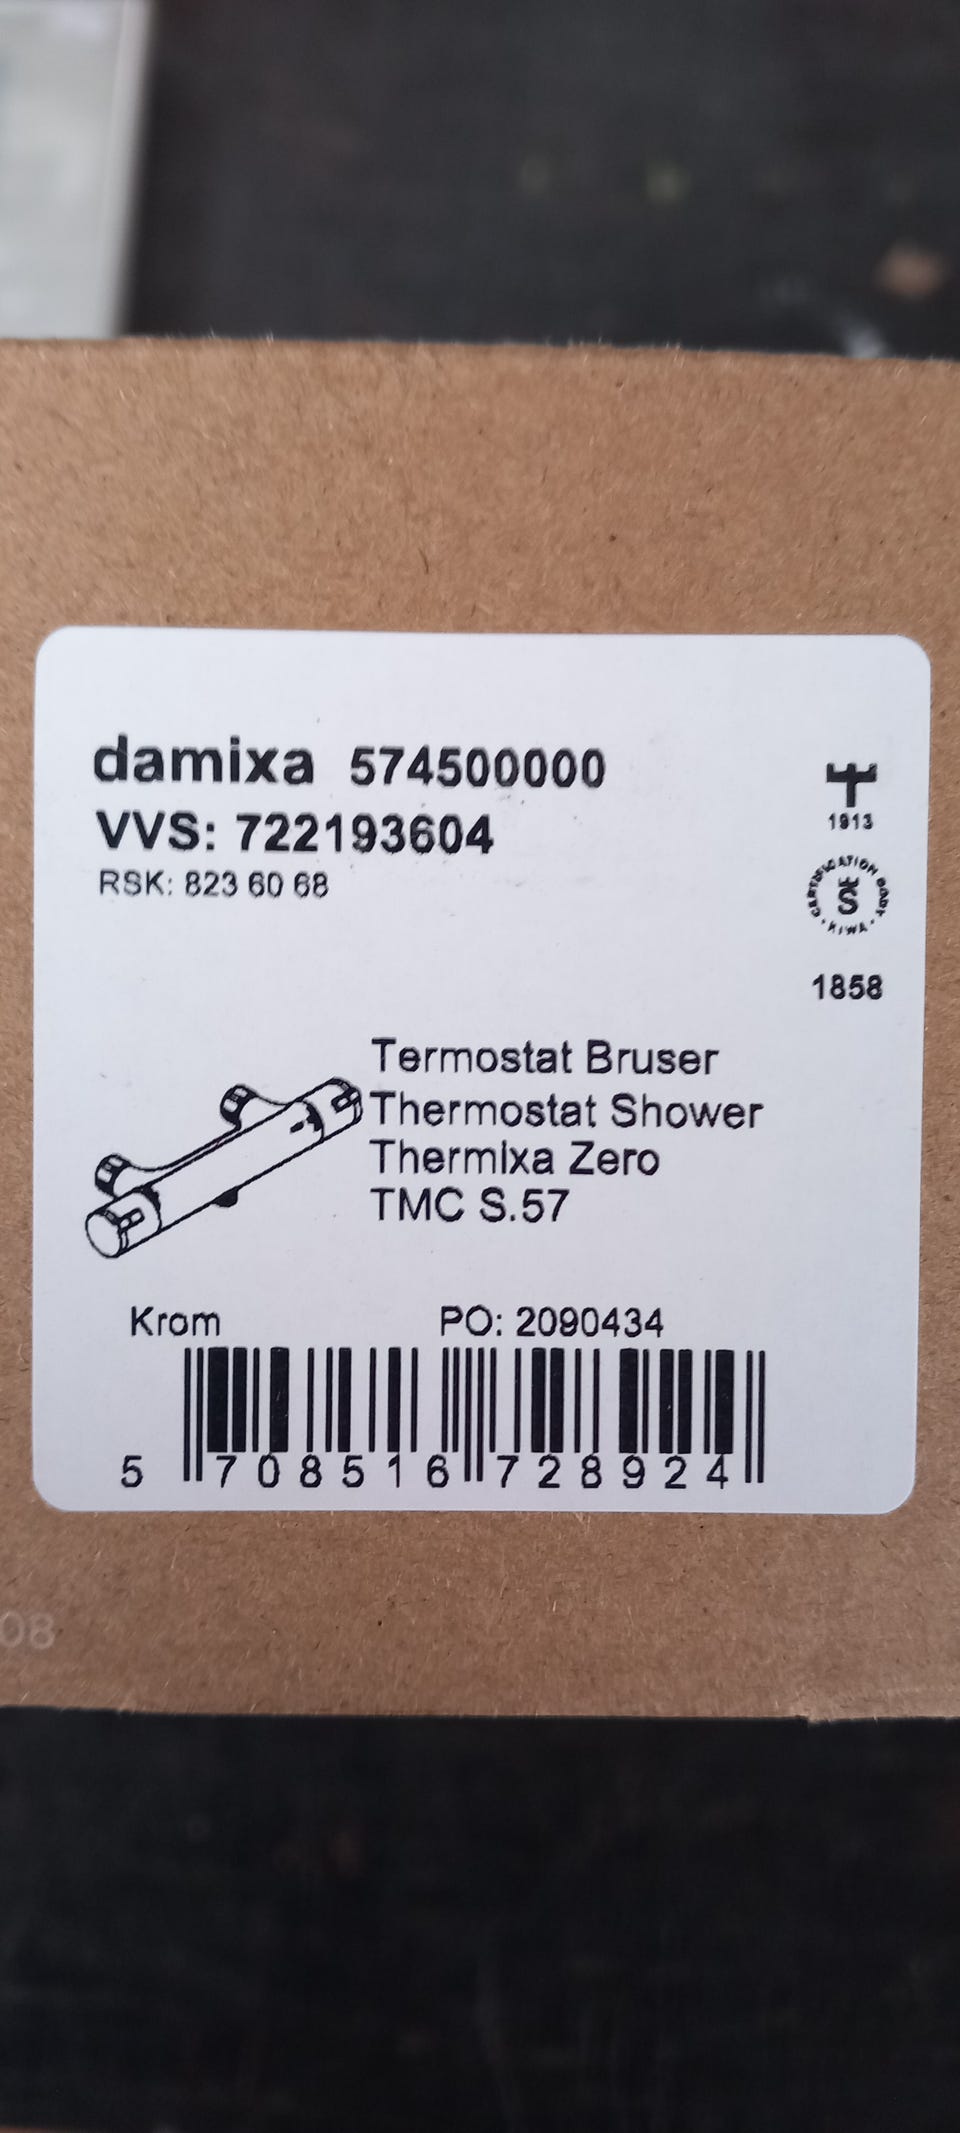 damixa 574500000
VVS: 722193604
RSK: 823 60 68
1913
CERTIFICATION BODY
KIWA
1858
Termostat Bruser
Thermostat Shower
Thermixa Zero
TMC S.57
Krom PO: 2090434
5 708516 728924
08